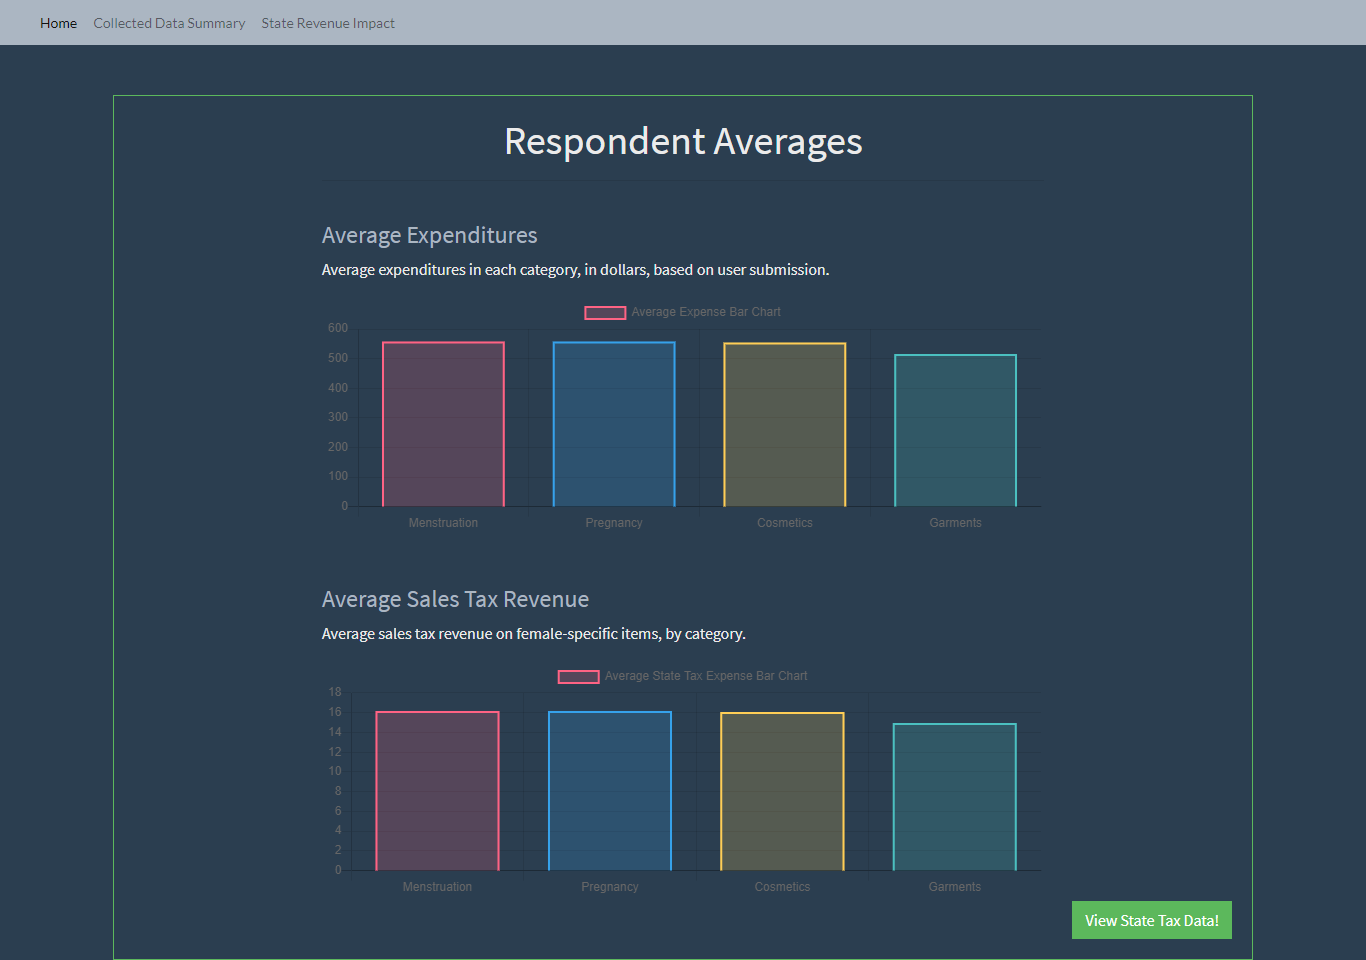 Home Collected Data Summary State Revenue Impact
Respondent Averages
Average Expenditures
Average expenditures in each category, in dollars, based on user submission.
Average Expense Bar Chart
600
500
400
300
200
100
0
Menstruation Pregnancy Cosmetics Garments
Average Sales Tax Revenue
Average sales tax revenue on female-specific items, by category.
Average State Tax Expense Bar Chart
18
16
14
12
10
8
6
4
2
0
Menstruation Pregnancy Cosmetics Garments
View State Tax Data!